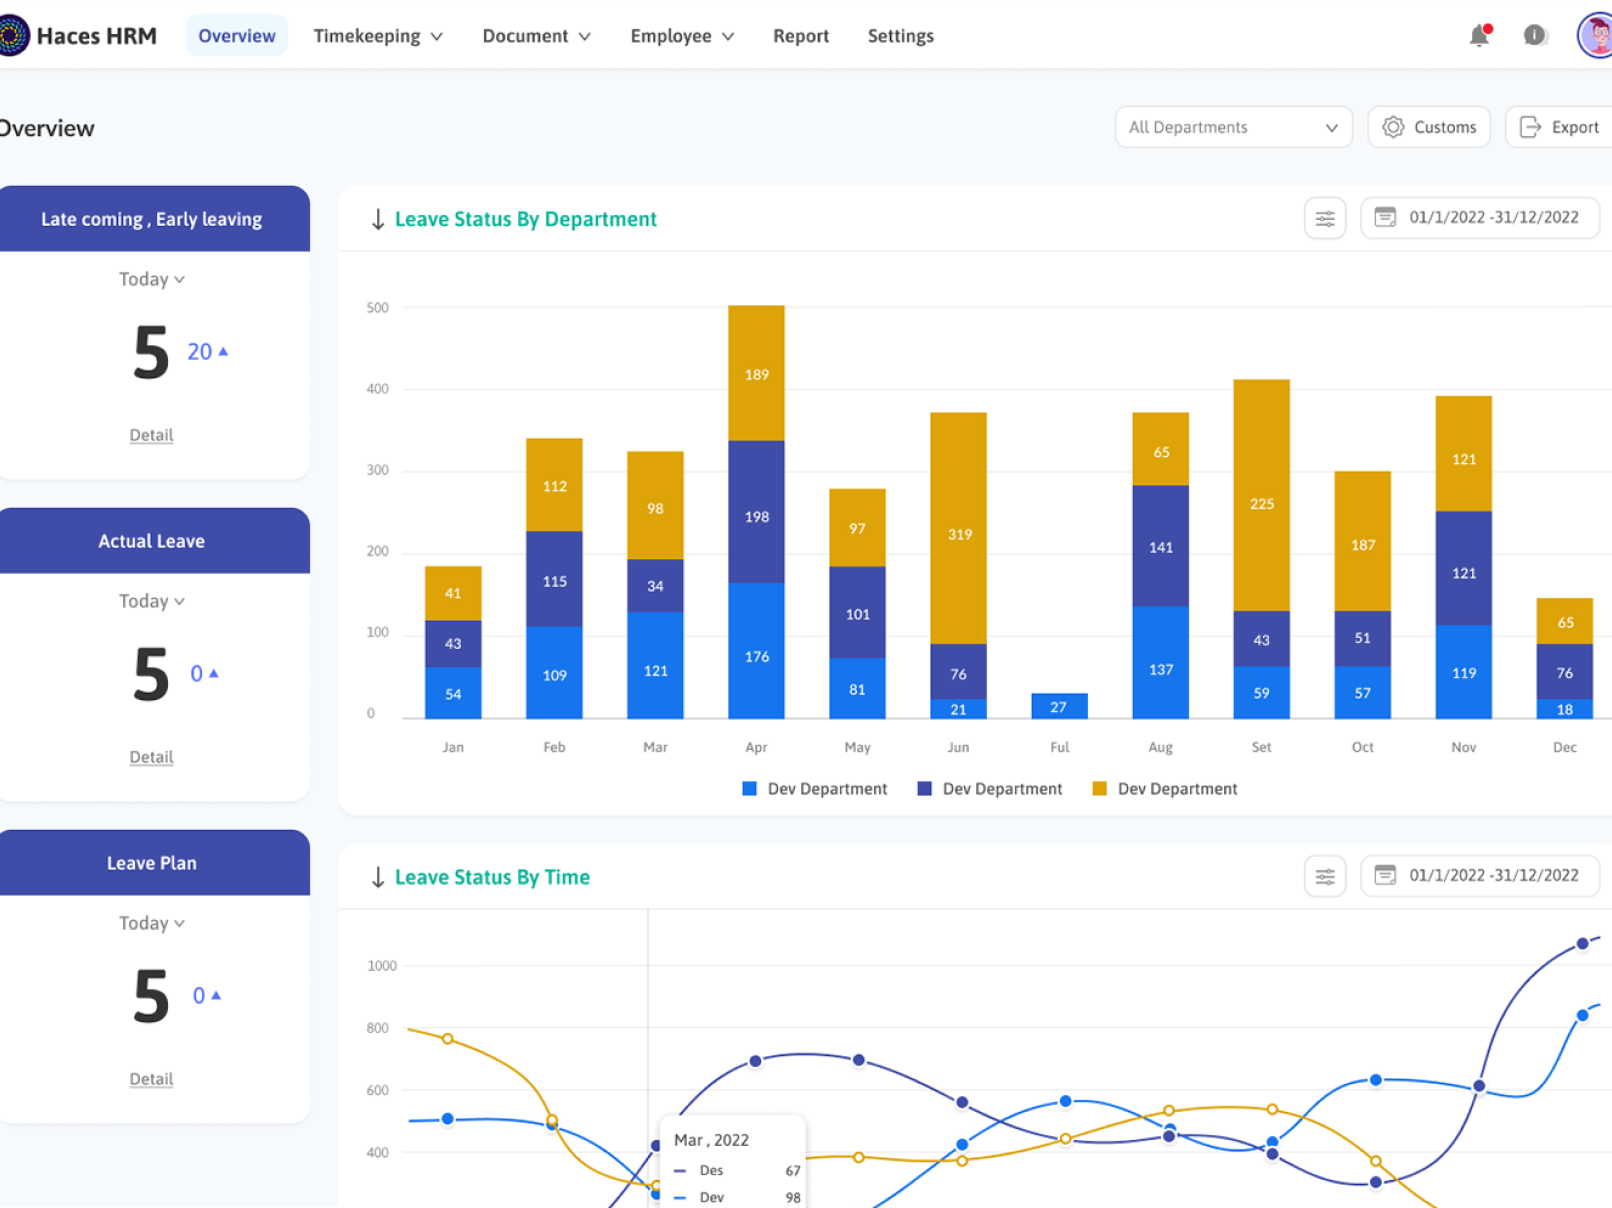 Haces HRM Overview Timekeeping Document Employee Report Settings
Overview
All Departments Customs Export
Late coming , Early leaving
Today
5 20
Detail
Actual Leave
Today
5 0
Detail
Leave Plan
Today
5 0
Detail
Leave Status By Department
01/1/2022 -31/12/2022
500
400
300
200
100
0
41
43
54
112
115
109
98
34
121
189
198
176
97
101
81
319
76
21
27
65
141
137
225
43
59
187
51
57
121
121
119
65
76
18
Jan Feb Mar Apr May Jun Ful Aug Set Oct Nov Dec
Dev Department Dev Department Dev Department
Leave Status By Time
01/1/2022 -31/12/2022
1000
800
600
400
Mar , 2022
Des 67
Dev 98